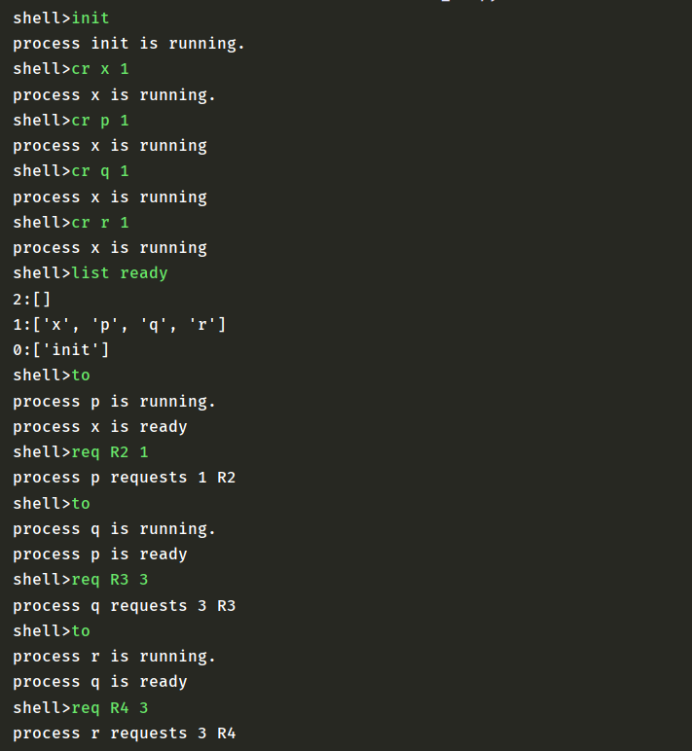 shell>init
process init is running.
shell>cr x 1
process x is running.
shell>cr p 1
process x is running
shell>cr q 1
process x is running
shell>cr r 1
process x is running
shell>list ready
2:[]
1:['x', 'p', 'q', 'r']
0:['init']
shell>to
process p is running.
process x is ready
shell>req R2 1
process p requests 1 R2
shell>to
process q is running.
process p is ready
shell>req R3 3
process q requests 3 R3
shell>to
process r is running.
process q is ready
shell>req R4 3
process r requests 3 R4